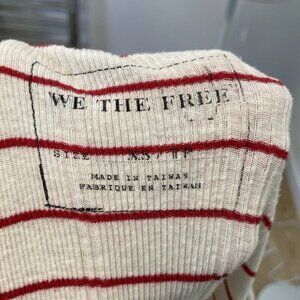 WE THE FREE
SIZE XS / TP
MADE IN TAIWAN
FABRIQUE EN TAIWAN